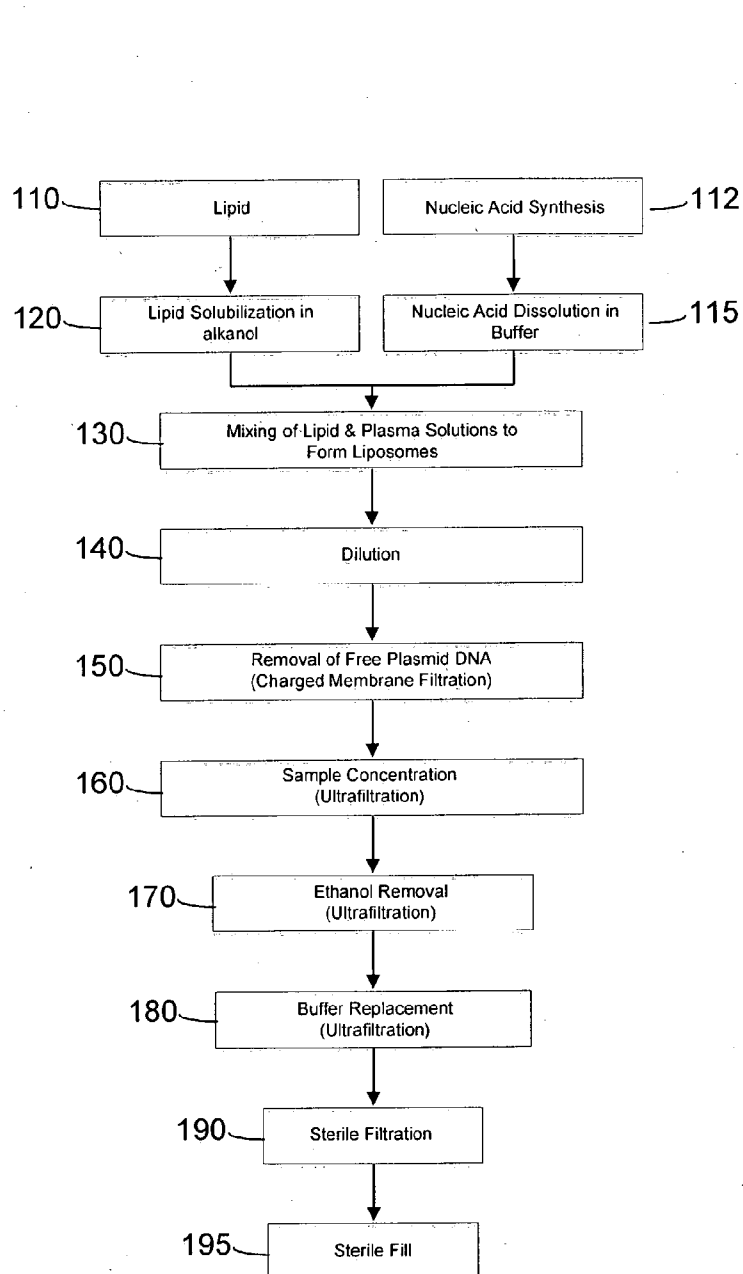 110
Lipid
Nucleic Acid Synthesis
112
120
Lipid Solubilization in
alkanol
Nucleic Acid Dissolution in
Buffer
115
130
Mixing of Lipid & Plasma Solutions to
Form Liposomes
140
Dilution
150
Removal of Free Plasmid DNA
(Charged Membrane Filtration)
160
Sample Concentration
(Ultrafiltration)
170
Ethanol Removal
(Ultrafiltration)
180
Buffer Replacement
(Ultrafiltration)
190
Sterile Filtration
195
Sterile Fill